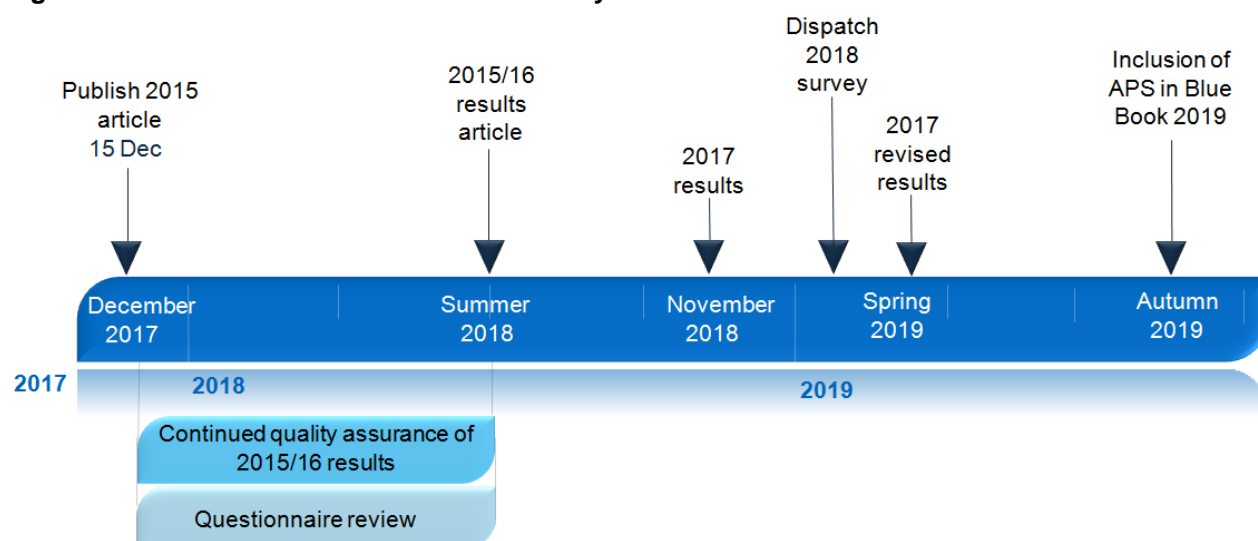 Publish 2015
article
15 Dec
2015/16
results
article
2017
results
Dispatch
2018
survey
2017
revised
results
Inclusion of
APS in Blue
Book 2019
December
2017
Summer
2018
November
2018
Spring
2019
Autumn
2019
2017
2018
2019
Continued quality assurance of
2015/16 results
Questionnaire review